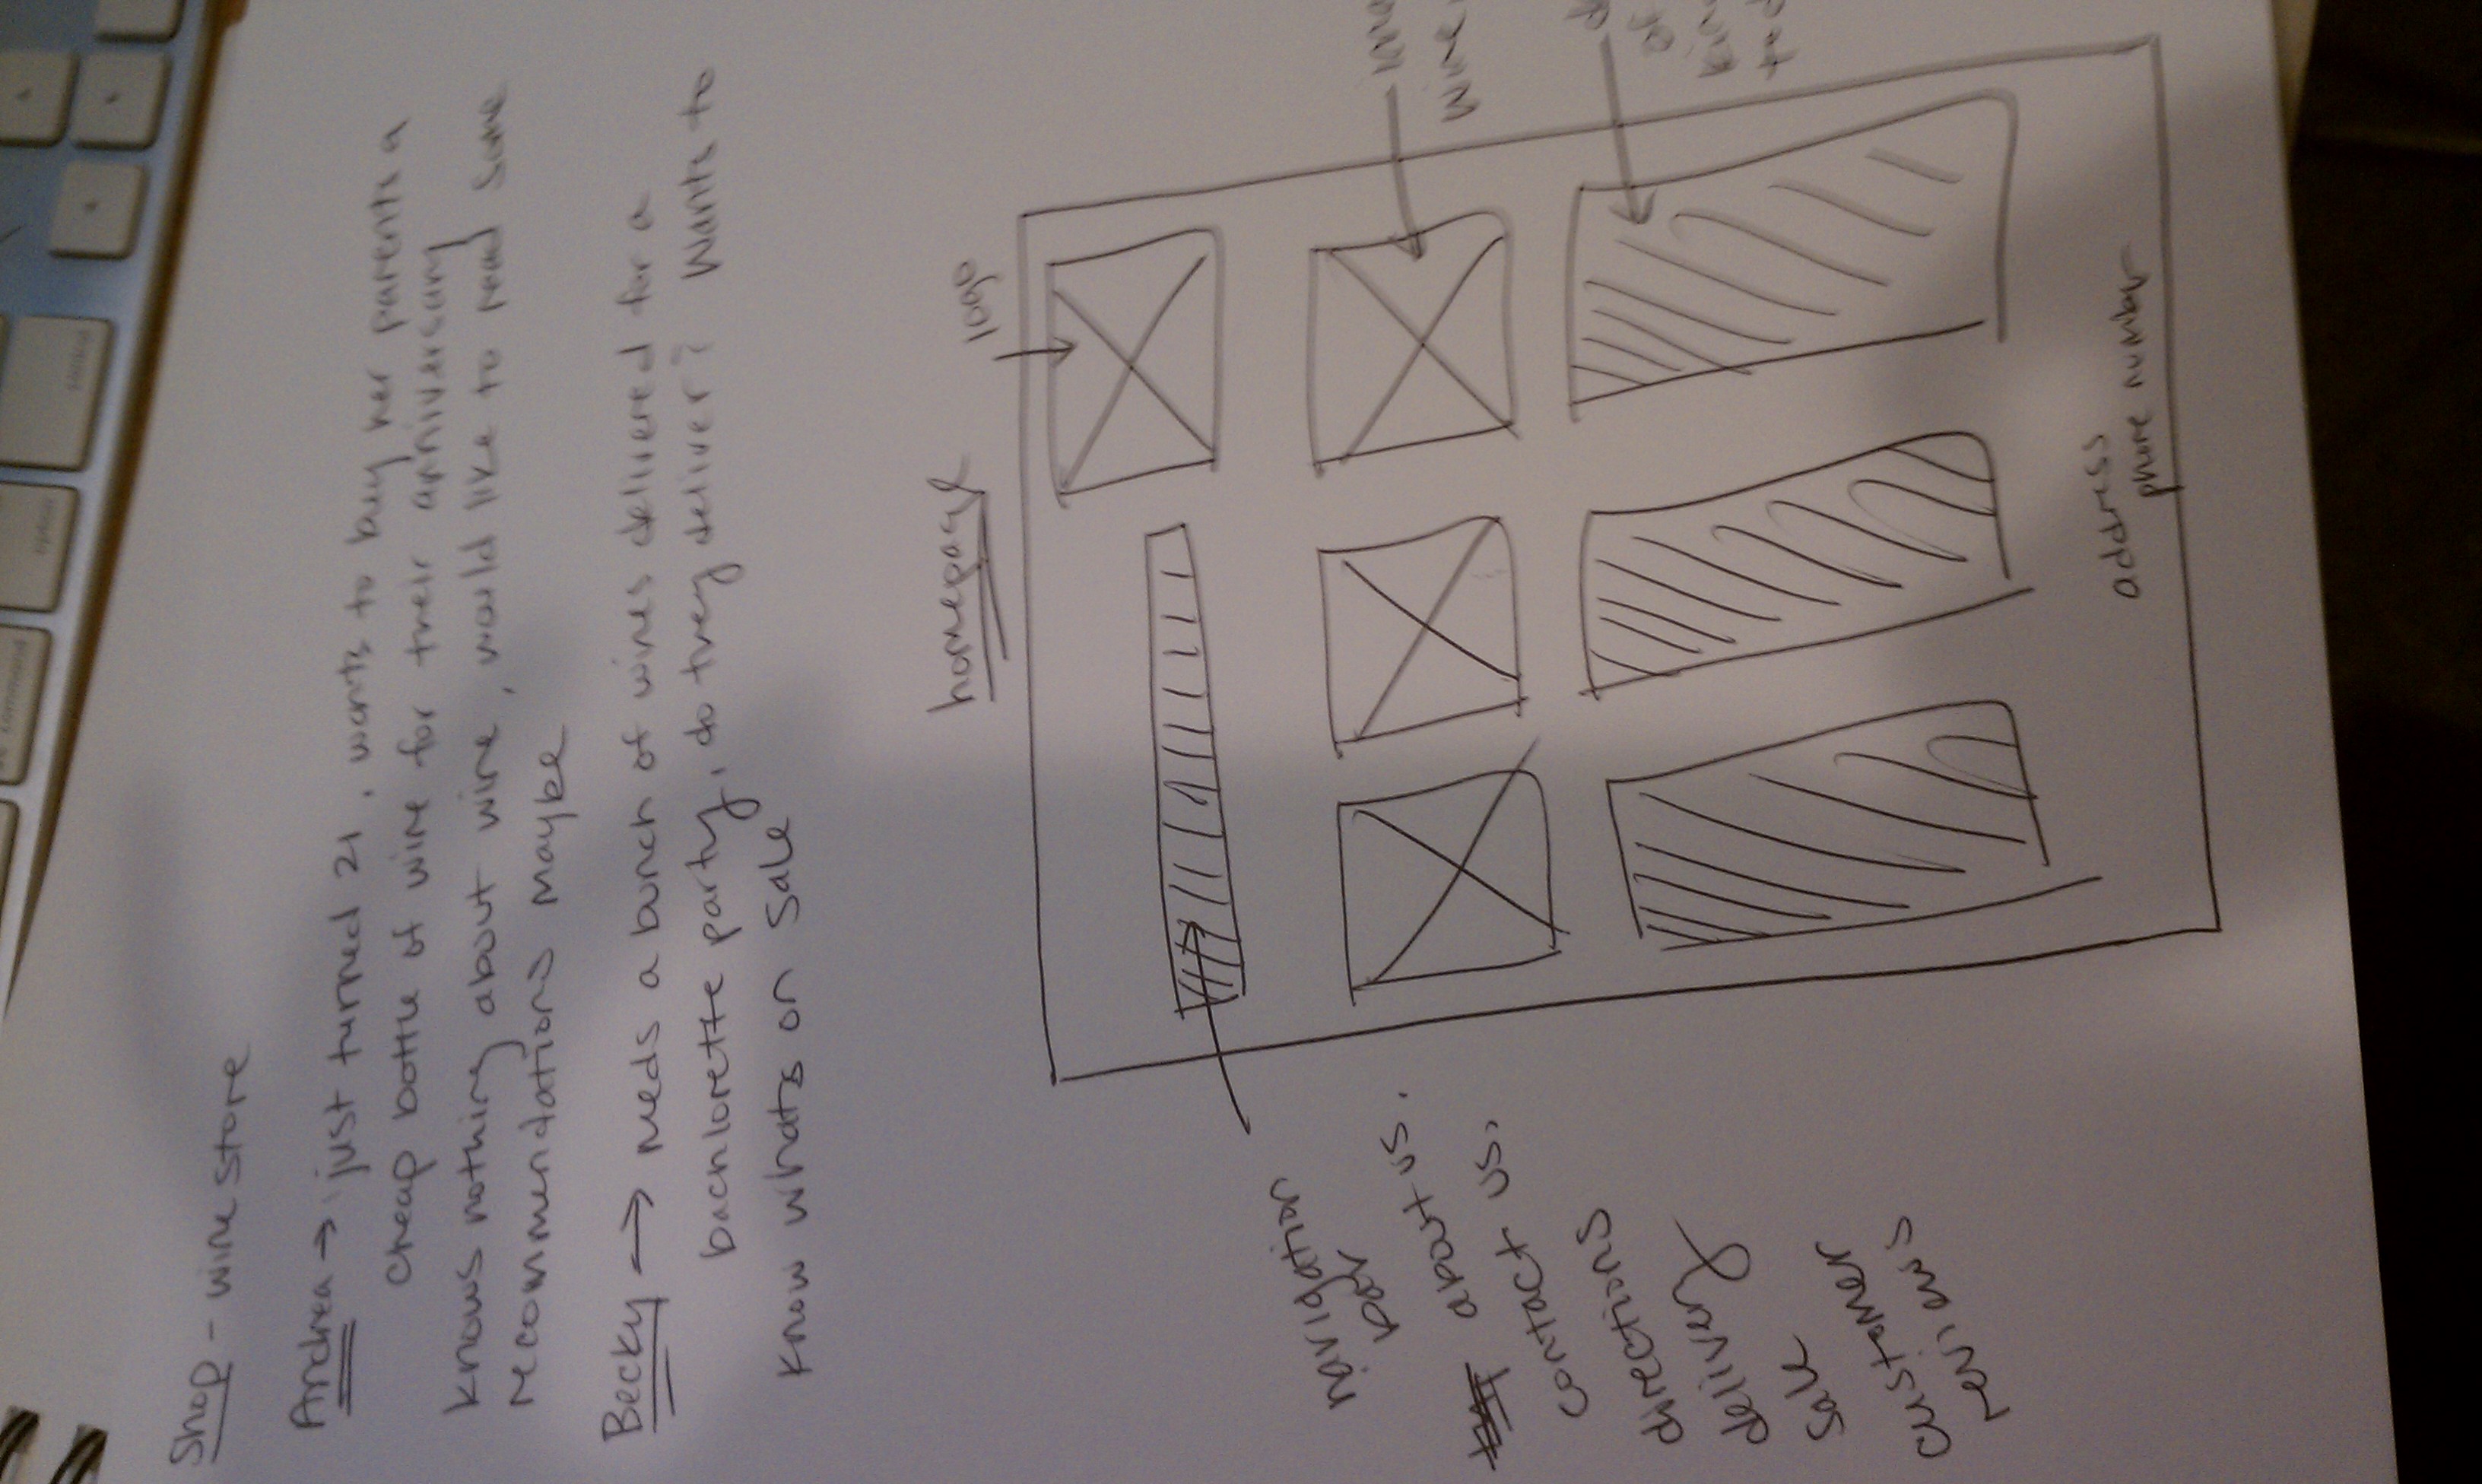 Shop - wine store
Andrea → just turned 21, wants to buy her parents a
cheap bottle of wine for their anniversary
knows nothing about wine, would like to read some
recommendations maybe
Becky → needs a bunch of wines delivered for a
bachlorette party, do they deliver? Wants to
know whats on sale
homepage
logo
navigation
bar
about us.
contact us.
directions
delivery
sale
customer
reviews
wine
of
address
phone number